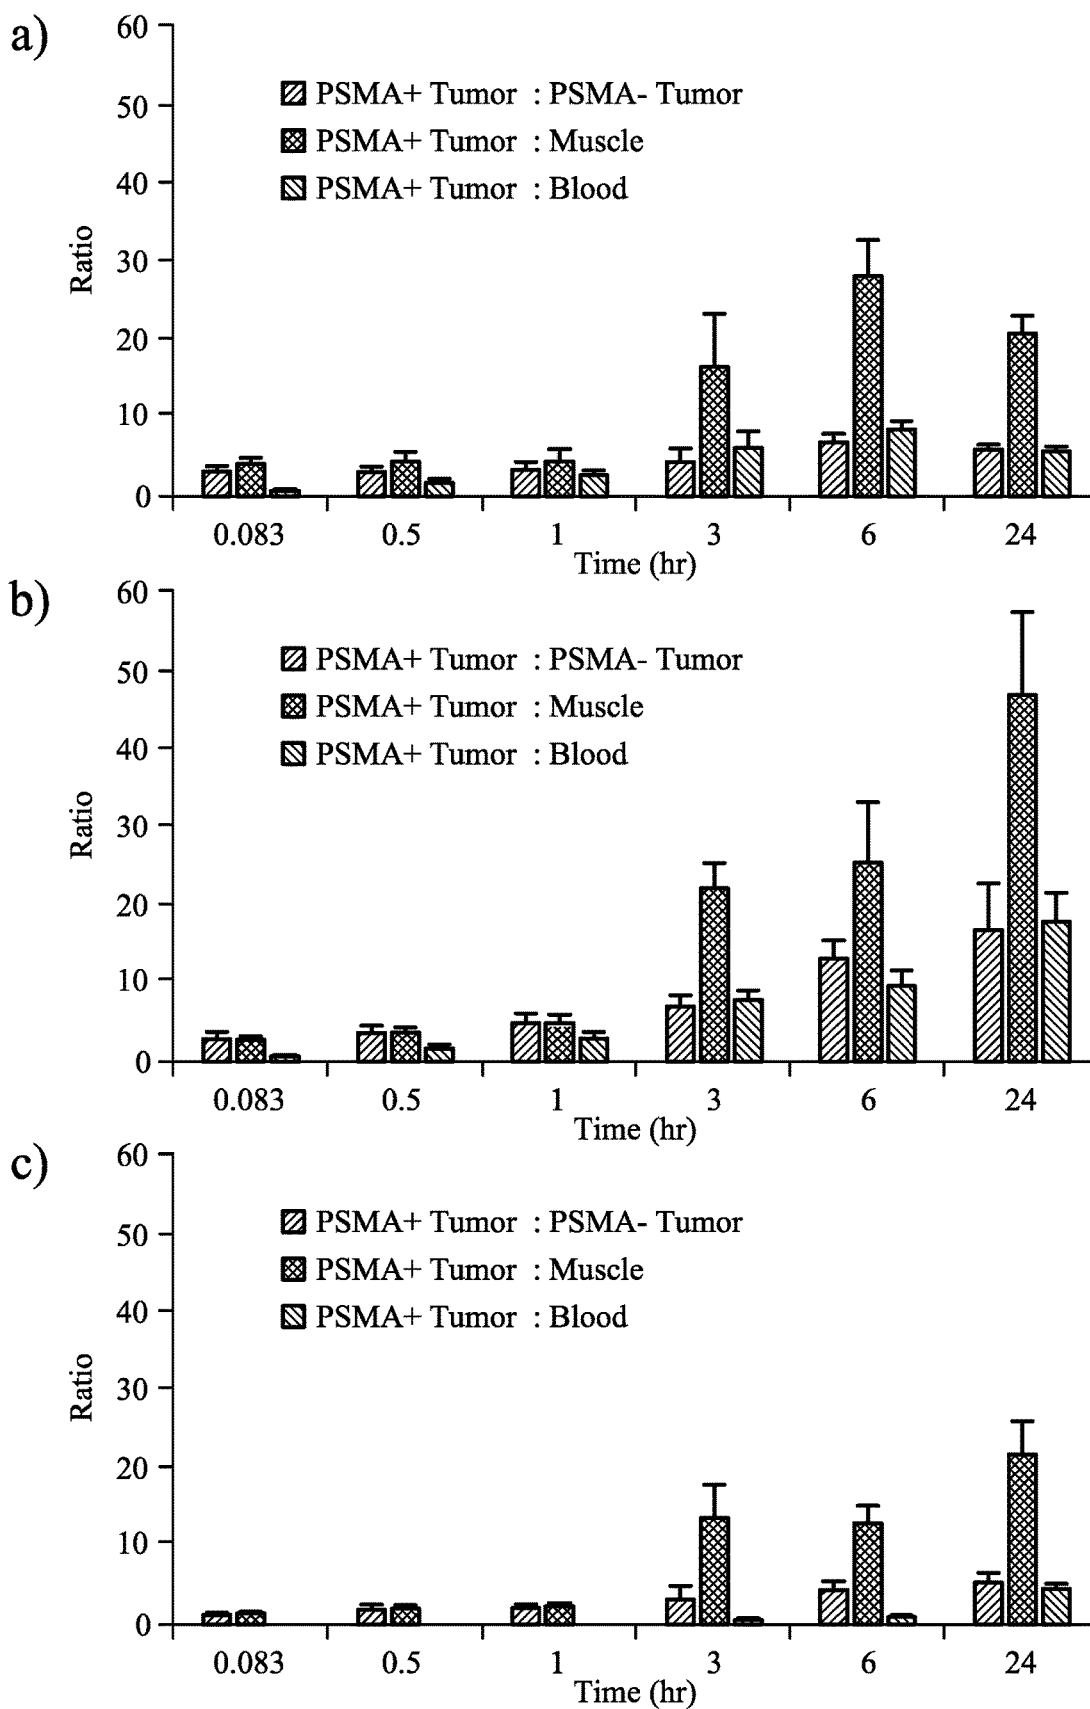 a)
60
50
40
30
20
10
0
Ratio
PSMA+ Tumor : PSMA- Tumor
PSMA+ Tumor : Muscle
PSMA+ Tumor : Blood
0.083 0.5 1 3 6 24
Time (hr)
b)
60
50
40
30
20
10
0
Ratio
PSMA+ Tumor : PSMA- Tumor
PSMA+ Tumor : Muscle
PSMA+ Tumor : Blood
0.083 0.5 1 3 6 24
Time (hr)
c)
60
50
40
30
20
10
0
Ratio
PSMA+ Tumor : PSMA- Tumor
PSMA+ Tumor : Muscle
PSMA+ Tumor : Blood
0.083 0.5 1 3 6 24
Time (hr)